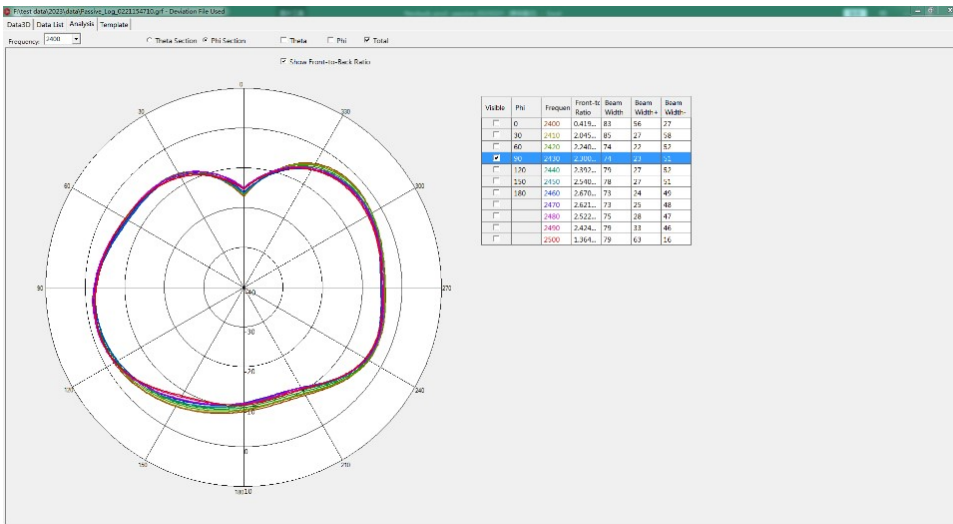 F:\test data\2023\data\Passive_Log_0221154710.grf - Deviation File Used
Data3D Data List Analysis Template
Frequency: 2400 Theta Section Phi Section Theta Phi Total
Show Front-to-Back Ratio
Visible Phi Frequen Front-to Ratio Beam Width Beam Width+ Beam Width-
0 2400 0.419... 83 56 27
30 2410 2.045... 85 27 58
60 2420 2.240... 74 22 52
90 2430 2.300... 74 23 51
120 2440 2.392... 79 27 52
150 2450 2.540... 78 27 51
180 2460 2.670... 73 24 49
2470 2.621... 73 25 48
2480 2.522... 75 28 47
2490 2.424... 79 33 46
2500 1.364... 79 63 16
0
30 330
60 300
90 270
120 240
150 210
-30
-20
0